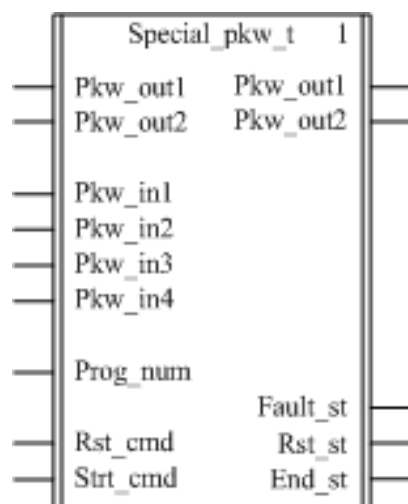 Special_pkw_t 1
Pkw_out1 Pkw_out1
Pkw_out2 Pkw_out2
Pkw_in1
Pkw_in2
Pkw_in3
Pkw_in4
Prog_num
Fault_st
Rst_cmd Rst_st
Strt_cmd End_st